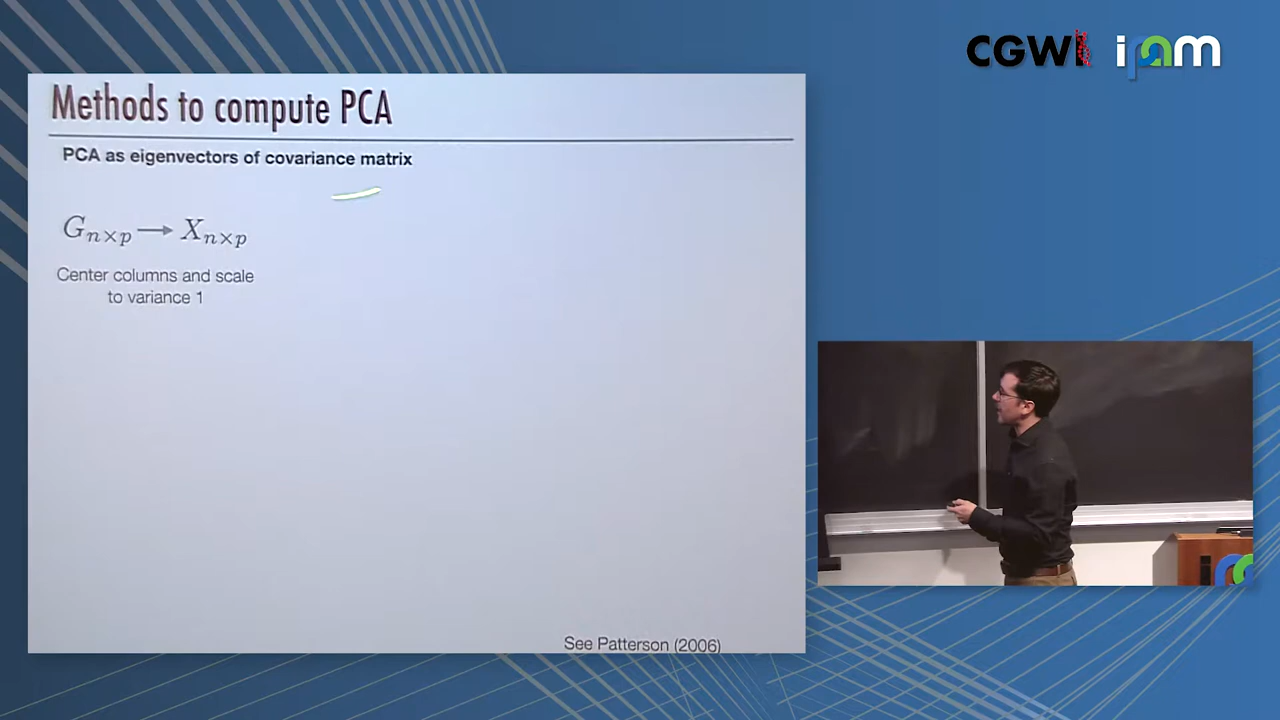 CGWI ipam
Methods to compute PCA
PCA as eigenvectors of covariance matrix
G_{n×p} → X_{n×p}
Center columns and scale
to variance 1
See Patterson (2006)